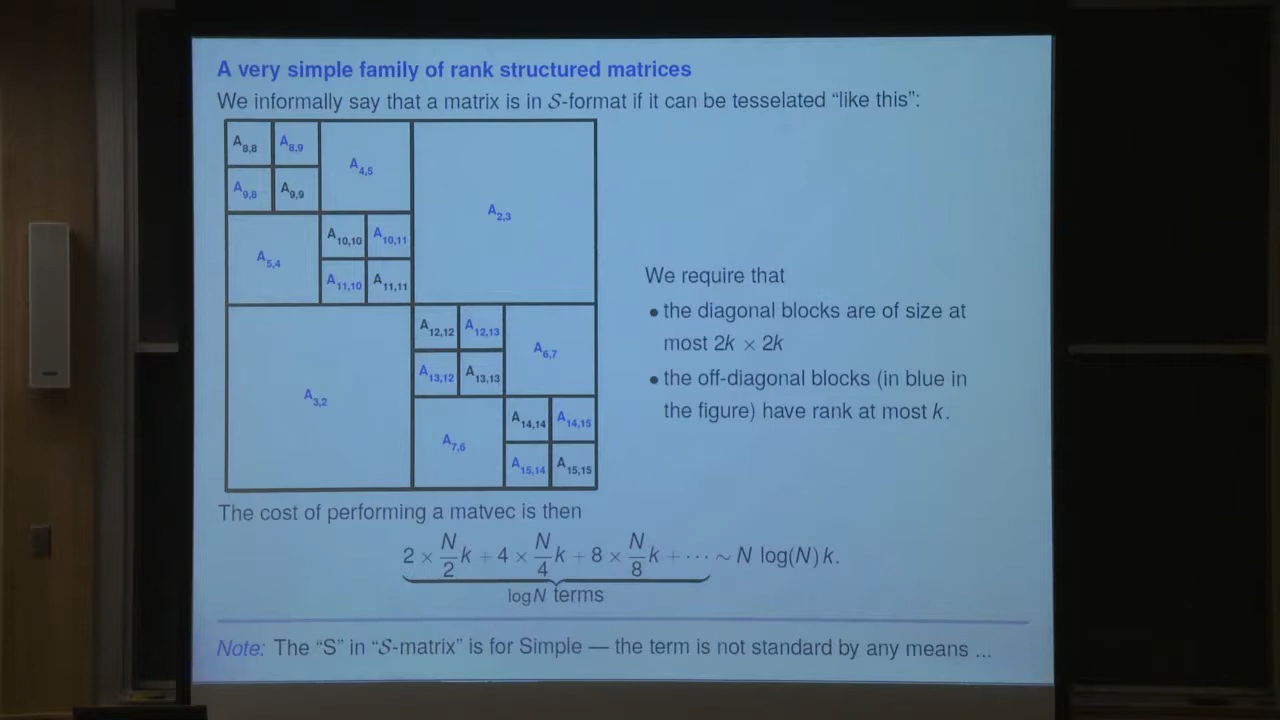 A very simple family of rank structured matrices
We informally say that a matrix is in 𝒮-format if it can be tesselated “like this”:
A8,8 A8,9 A4,5 A2,3
A9,8 A9,9
A5,4 A10,10 A10,11
A11,10 A11,11
A3,2 A12,12 A12,13 A6,7
A13,12 A13,13
A7,6 A14,14 A14,15
A15,14 A15,15
We require that
• the diagonal blocks are of size at
most 2k × 2k
• the off-diagonal blocks (in blue in
the figure) have rank at most k.
The cost of performing a matvec is then
2 × N/2 k + 4 × N/4 k + 8 × N/8 k + ··· ~ N log(N) k.
log N terms
Note: The “S” in “𝒮-matrix” is for Simple — the term is not standard by any means ...